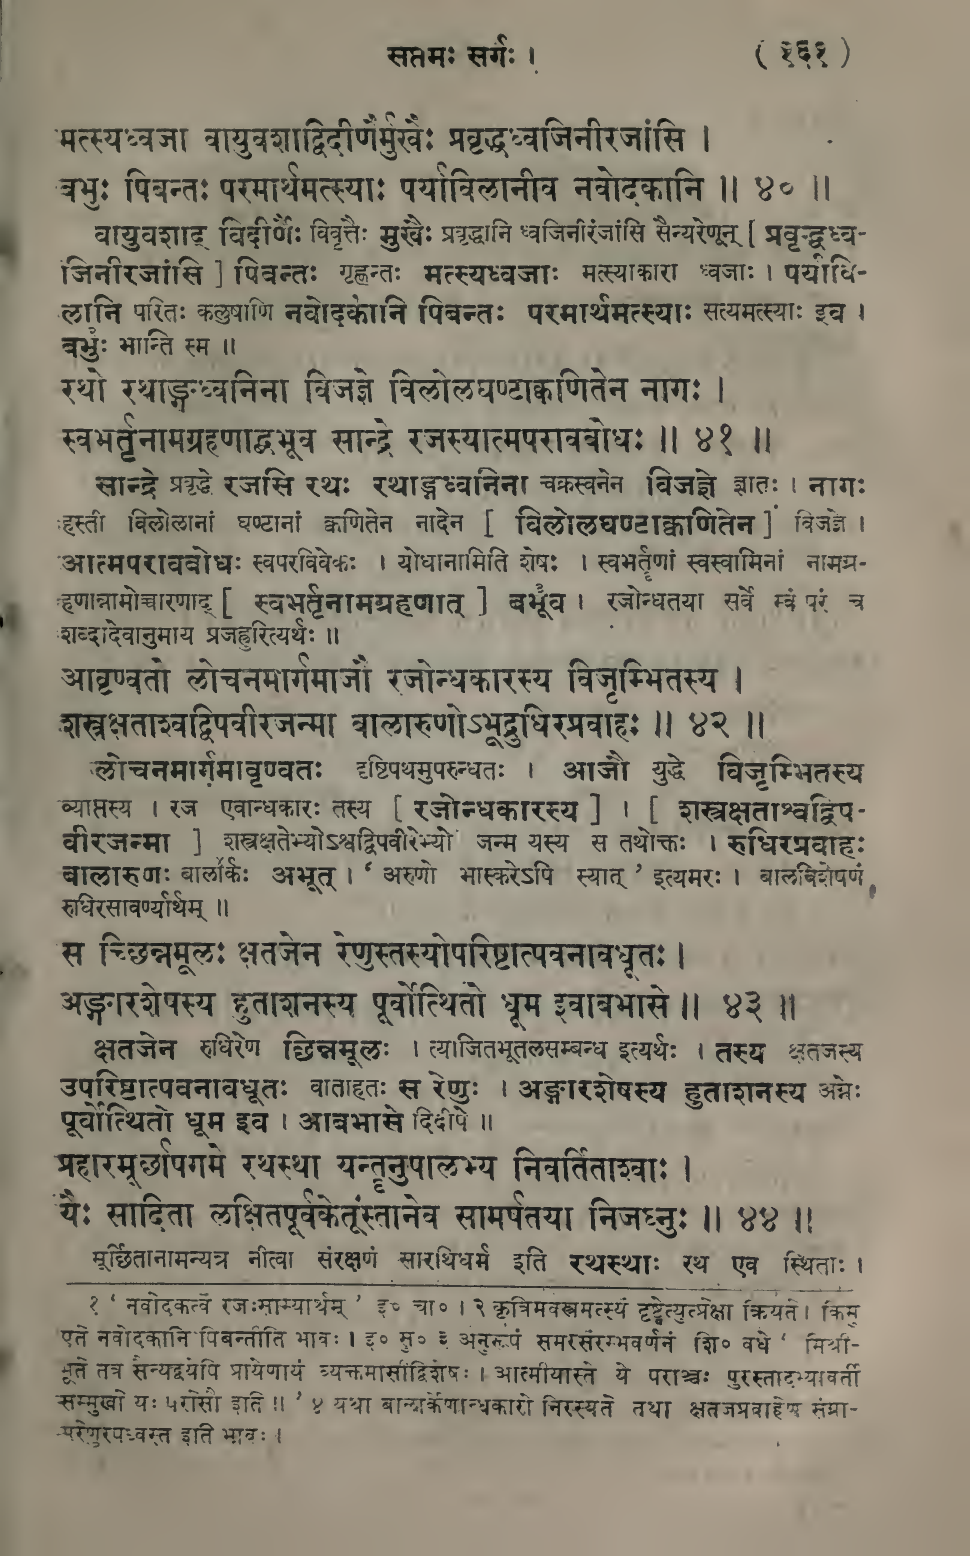 सप्तमः सर्गः ।
( १६१ )
मत्स्यध्वजा वायुवशाद्विदीर्णैर्मुखैः प्रवृद्धध्वजिनीरजांसि ।
बभुः पिबन्तः परमार्थमत्स्याः पर्याविलानीव नवोदकानि ॥ ४० ॥
वायुवशाद् विदीर्णैः विवृत्तैः मुखैः प्रवृद्धानि ध्वजिनीरजांसि सैन्यरेणून् [ प्रवृद्धध्व-
जिनीरजांसि ] पिबन्तः गृह्णन्तः मत्स्यध्वजाः मत्स्याकारा ध्वजाः । पर्यावि-
लानि परितः कलुषाणि नवोदकानि पिबन्तः परमार्थमत्स्याः सत्यमत्स्याः इव ।
बभुः भान्ति स्म ॥
रथो रथाङ्गध्वनिना विजज्ञे विलोलघण्टाक्वणितेन नागः ।
स्वभर्तृनामग्रहणाद्बभूव सान्द्रे रजस्यात्मपरावबोधः ॥ ४१ ॥
सान्द्रे प्रवृद्धे रजसि रथः रथाङ्गध्वनिना चक्रस्वनेन विजज्ञे ज्ञातः । नागः
हस्ती विलोलानां घण्टानां क्वणितेन नादेन [ विलोलघण्टाक्वणितेन ] विजज्ञे ।
आत्मपरावबोधः स्वपरविवेकः । योधानामिति शेषः । स्वभर्तॄणां स्वस्वामिनां नामग्र-
हणान्नामोच्चारणाद् [ स्वभर्तृनामग्रहणात् ] बभूव । रजोन्धतया सर्वे स्वं परं च
शब्दादेवानुमाय प्रजह्रुरित्यर्थः ॥
आवृण्वतो लोचनमार्गमाजौ रजोन्धकारस्य विजृम्भितस्य ।
शस्त्रक्षताश्वद्विपवीरजन्मा बालारुणोऽभूद्रुधिरप्रवाहः ॥ ४२ ॥
लोचनमार्गमावृण्वतः दृष्टिपथमुपरुन्धतः । आजौ युद्धे विजृम्भितस्य
व्याप्तस्य । रज एवान्धकारः तस्य [ रजोन्धकारस्य ] । [ शस्त्रक्षताश्वद्विप-
वीरजन्मा ] शस्त्रक्षतेभ्योऽश्वद्विपवीरेभ्यो जन्म यस्य स तथोक्तः । रुधिरप्रवाहः
बालारुणः बालार्कः अभूत् । ‘ अरुणो भास्करेऽपि स्यात् ’ इत्यमरः । बालविशेषणं
रुधिरसावर्ण्यार्थम् ॥
स च्छिन्नमूलः क्षतजेन रेणुस्तस्योपरिष्टात्पवनावधूतः ।
अङ्गारशेषस्य हुताशनस्य पूर्वोत्थितो धूम इवाबभासे ॥ ४३ ॥
क्षतजेन रुधिरेण छिन्नमूलः । त्याजितभूतलसम्बन्ध इत्यर्थः । तस्य क्षतजस्य
उपरिष्टात्पवनावधूतः वाताहतः स रेणुः । अङ्गारशेषस्य हुताशनस्य अग्नेः
पूर्वोत्थितो धूम इव । आबभासे दिदीपे ॥
प्रहारमूर्छापगमे रथस्था यन्तॄनुपालभ्य निवर्तिताश्वाः ।
यैः सादिता लक्षितपूर्वकेतूंस्तानेव सामर्षतया निजघ्नुः ॥ ४४ ॥
मूर्छितानामन्यत्र नीत्वा संरक्षणं सारथिधर्म इति रथस्थाः रथ एव स्थिताः ।
१ ‘ नवोदकत्वं रजःसाम्यार्थम् ’ इ० चा० । २ कृत्रिमवस्त्रमत्स्यं दृष्ट्वेत्युत्प्रेक्षा क्रियते । किमु
एते नवोदकानि पिबन्तीति भावः । इ० सु० ३ अनुरूपं समरसंरम्भवर्णनं शि० वधे ‘ मिश्री-
भूते तत्र सैन्यद्वयेपि प्रायेणायं व्यक्तमासीद्विशेषः । आत्मीयास्ते ये पराञ्चः पुरस्तादभ्यावर्ती
सम्मुखो यः परोसौ इति ॥ ’ ४ यथा बालार्केणान्धकारो निरस्यते तथा क्षतजप्रवाहेण संग्रा-
मरेणुरपध्वस्त इति भावः ।